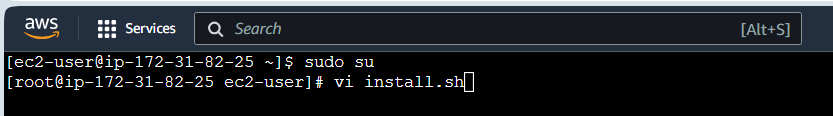 aws Services Search [Alt+S]
[ec2-user@ip-172-31-82-25 ~]$ sudo su
[root@ip-172-31-82-25 ec2-user]# vi install.sh